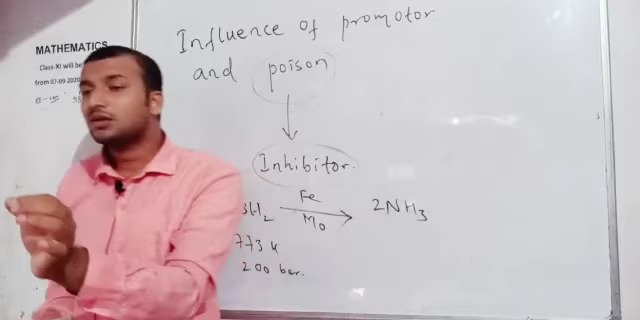 Influence of promotor
and poison
Inhibitor.
3H2 Fe Mo 2NH3
773 K
200 bar.
MATHEMATICS
Class-XI will be
from 07-09-2020